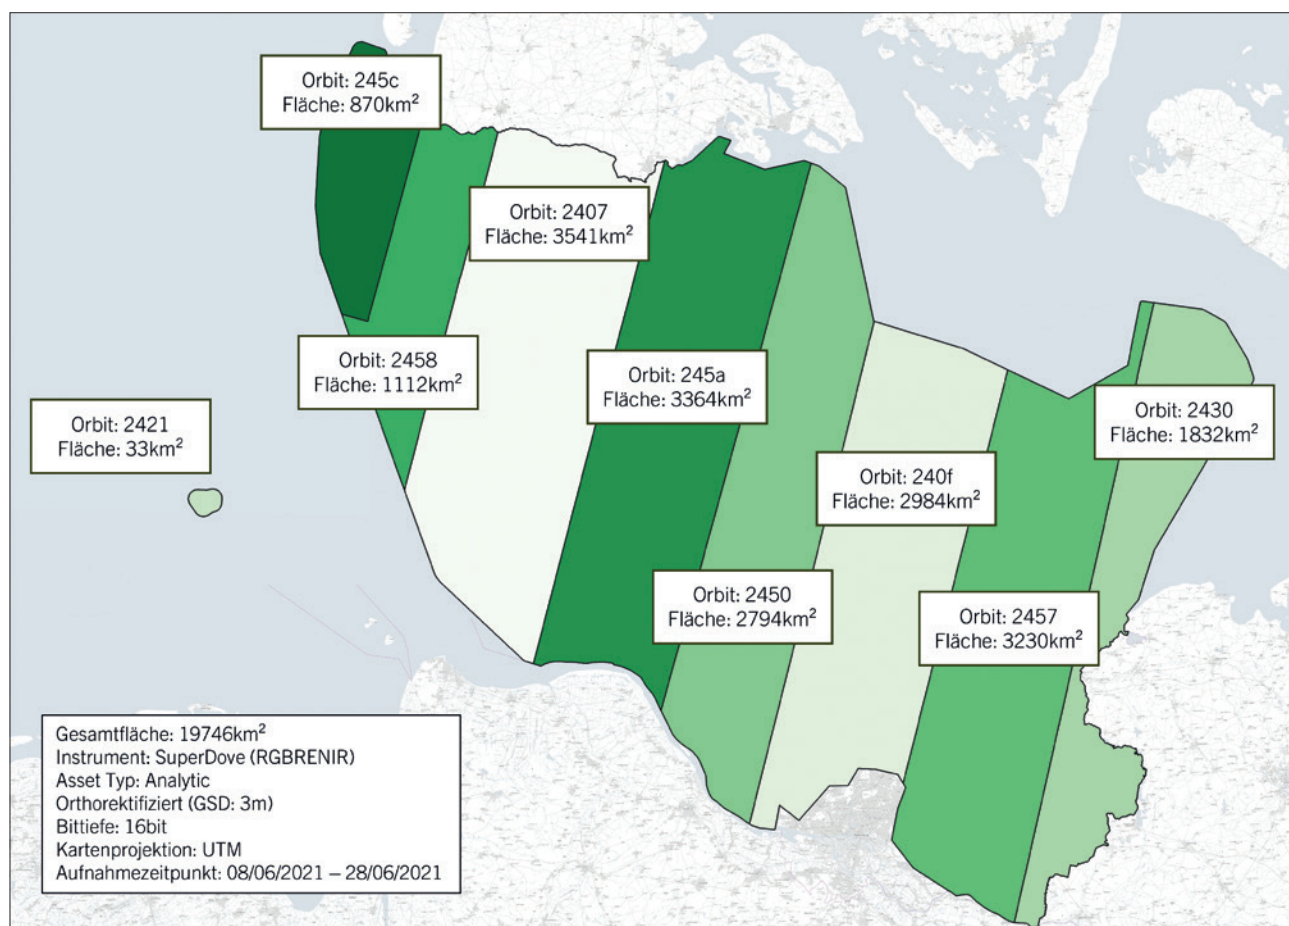 Orbit: 245c
Fläche: 870km²
Orbit: 2407
Fläche: 3541km²
Orbit: 2458
Fläche: 1112km²
Orbit: 245a
Fläche: 3364km²
Orbit: 2430
Fläche: 1832km²
Orbit: 2421
Fläche: 33km²
Orbit: 240f
Fläche: 2984km²
Orbit: 2450
Fläche: 2794km²
Orbit: 2457
Fläche: 3230km²
Gesamtfläche: 19746km²
Instrument: SuperDove (RGBRENIR)
Asset Typ: Analytic
Orthorektifiziert (GSD: 3m)
Bittiefe: 16bit
Kartenprojektion: UTM
Aufnahmezeitpunkt: 08/06/2021 – 28/06/2021